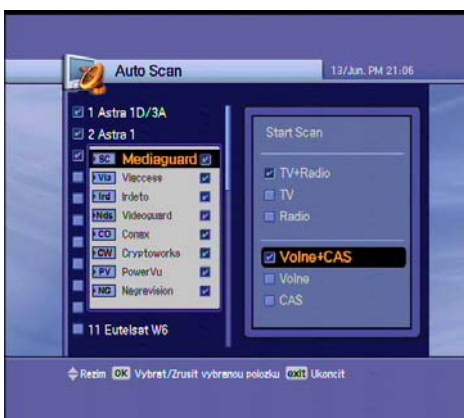 Auto Scan
13/Jun. PM 21:06
1 Astra 1D/3A
2 Astra 1
SC Mediaguard
Via Viaccess
Ird Irdeto
Nds Videoguard
CO Conax
CW Cryptoworks
PV PowerVu
NG Nagravision
11 Eutelsat W6
Start Scan
TV+Radio
TV
Radio
Volne+CAS
Volne
CAS
Rezim OK Vybrat/Zrusit vybranou polozku exit Ukoncit